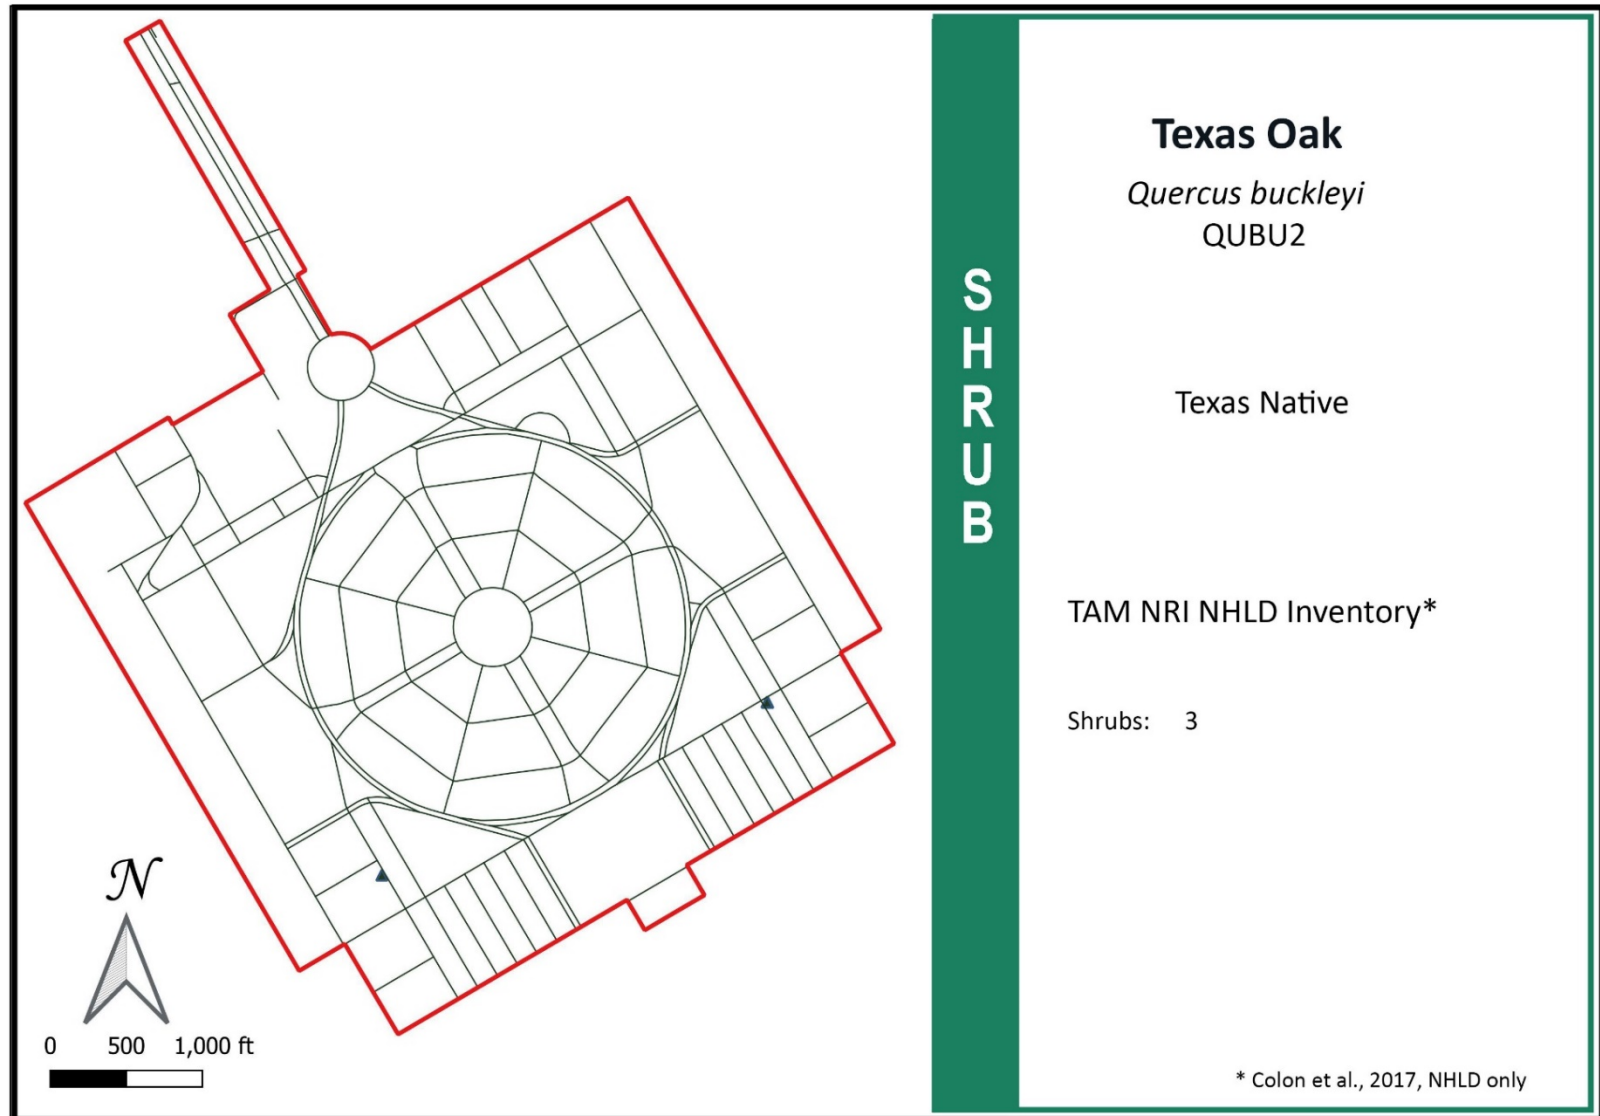 N
0 500 1,000 ft
SHRUB
Texas Oak
Quercus buckleyi
QUBU2
Texas Native
TAM NRI NHLD Inventory*
Shrubs: 3
* Colon et al., 2017, NHLD only